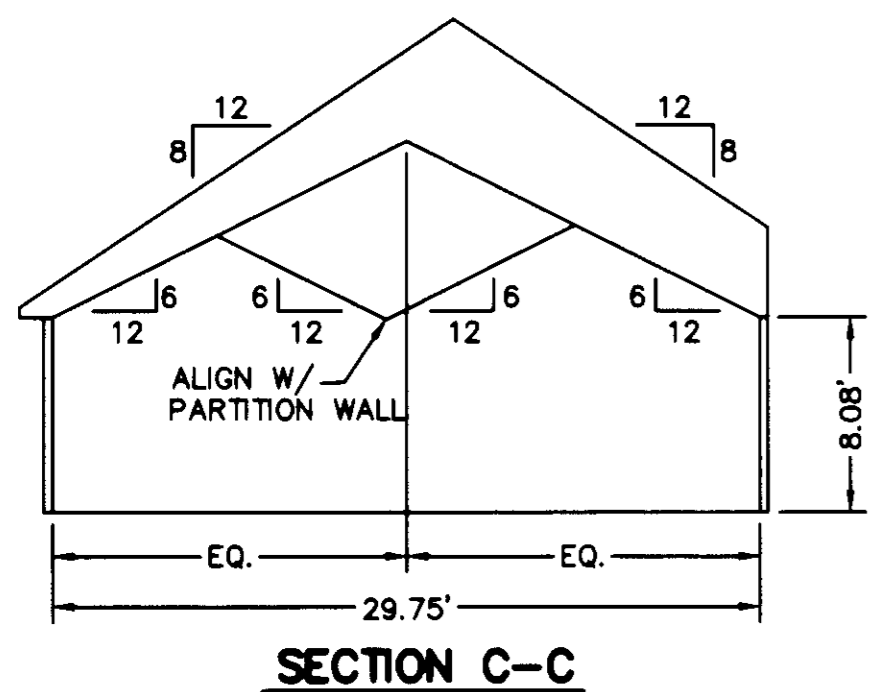 12
8
12
8
6
12
6
12
6
12
6
12
ALIGN W/
PARTITION WALL
8.08'
EQ.
EQ.
29.75'
SECTION C-C